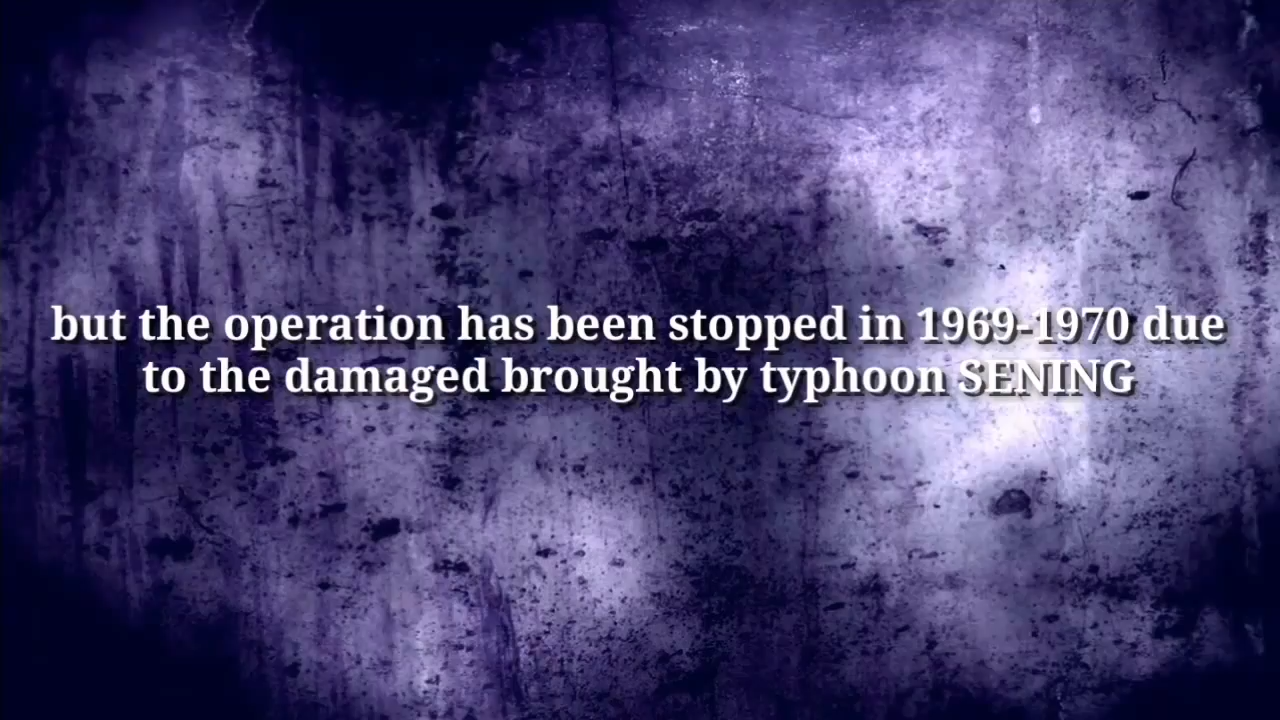 but the operation has been stopped in 1969-1970 due
to the damaged brought by typhoon SENING